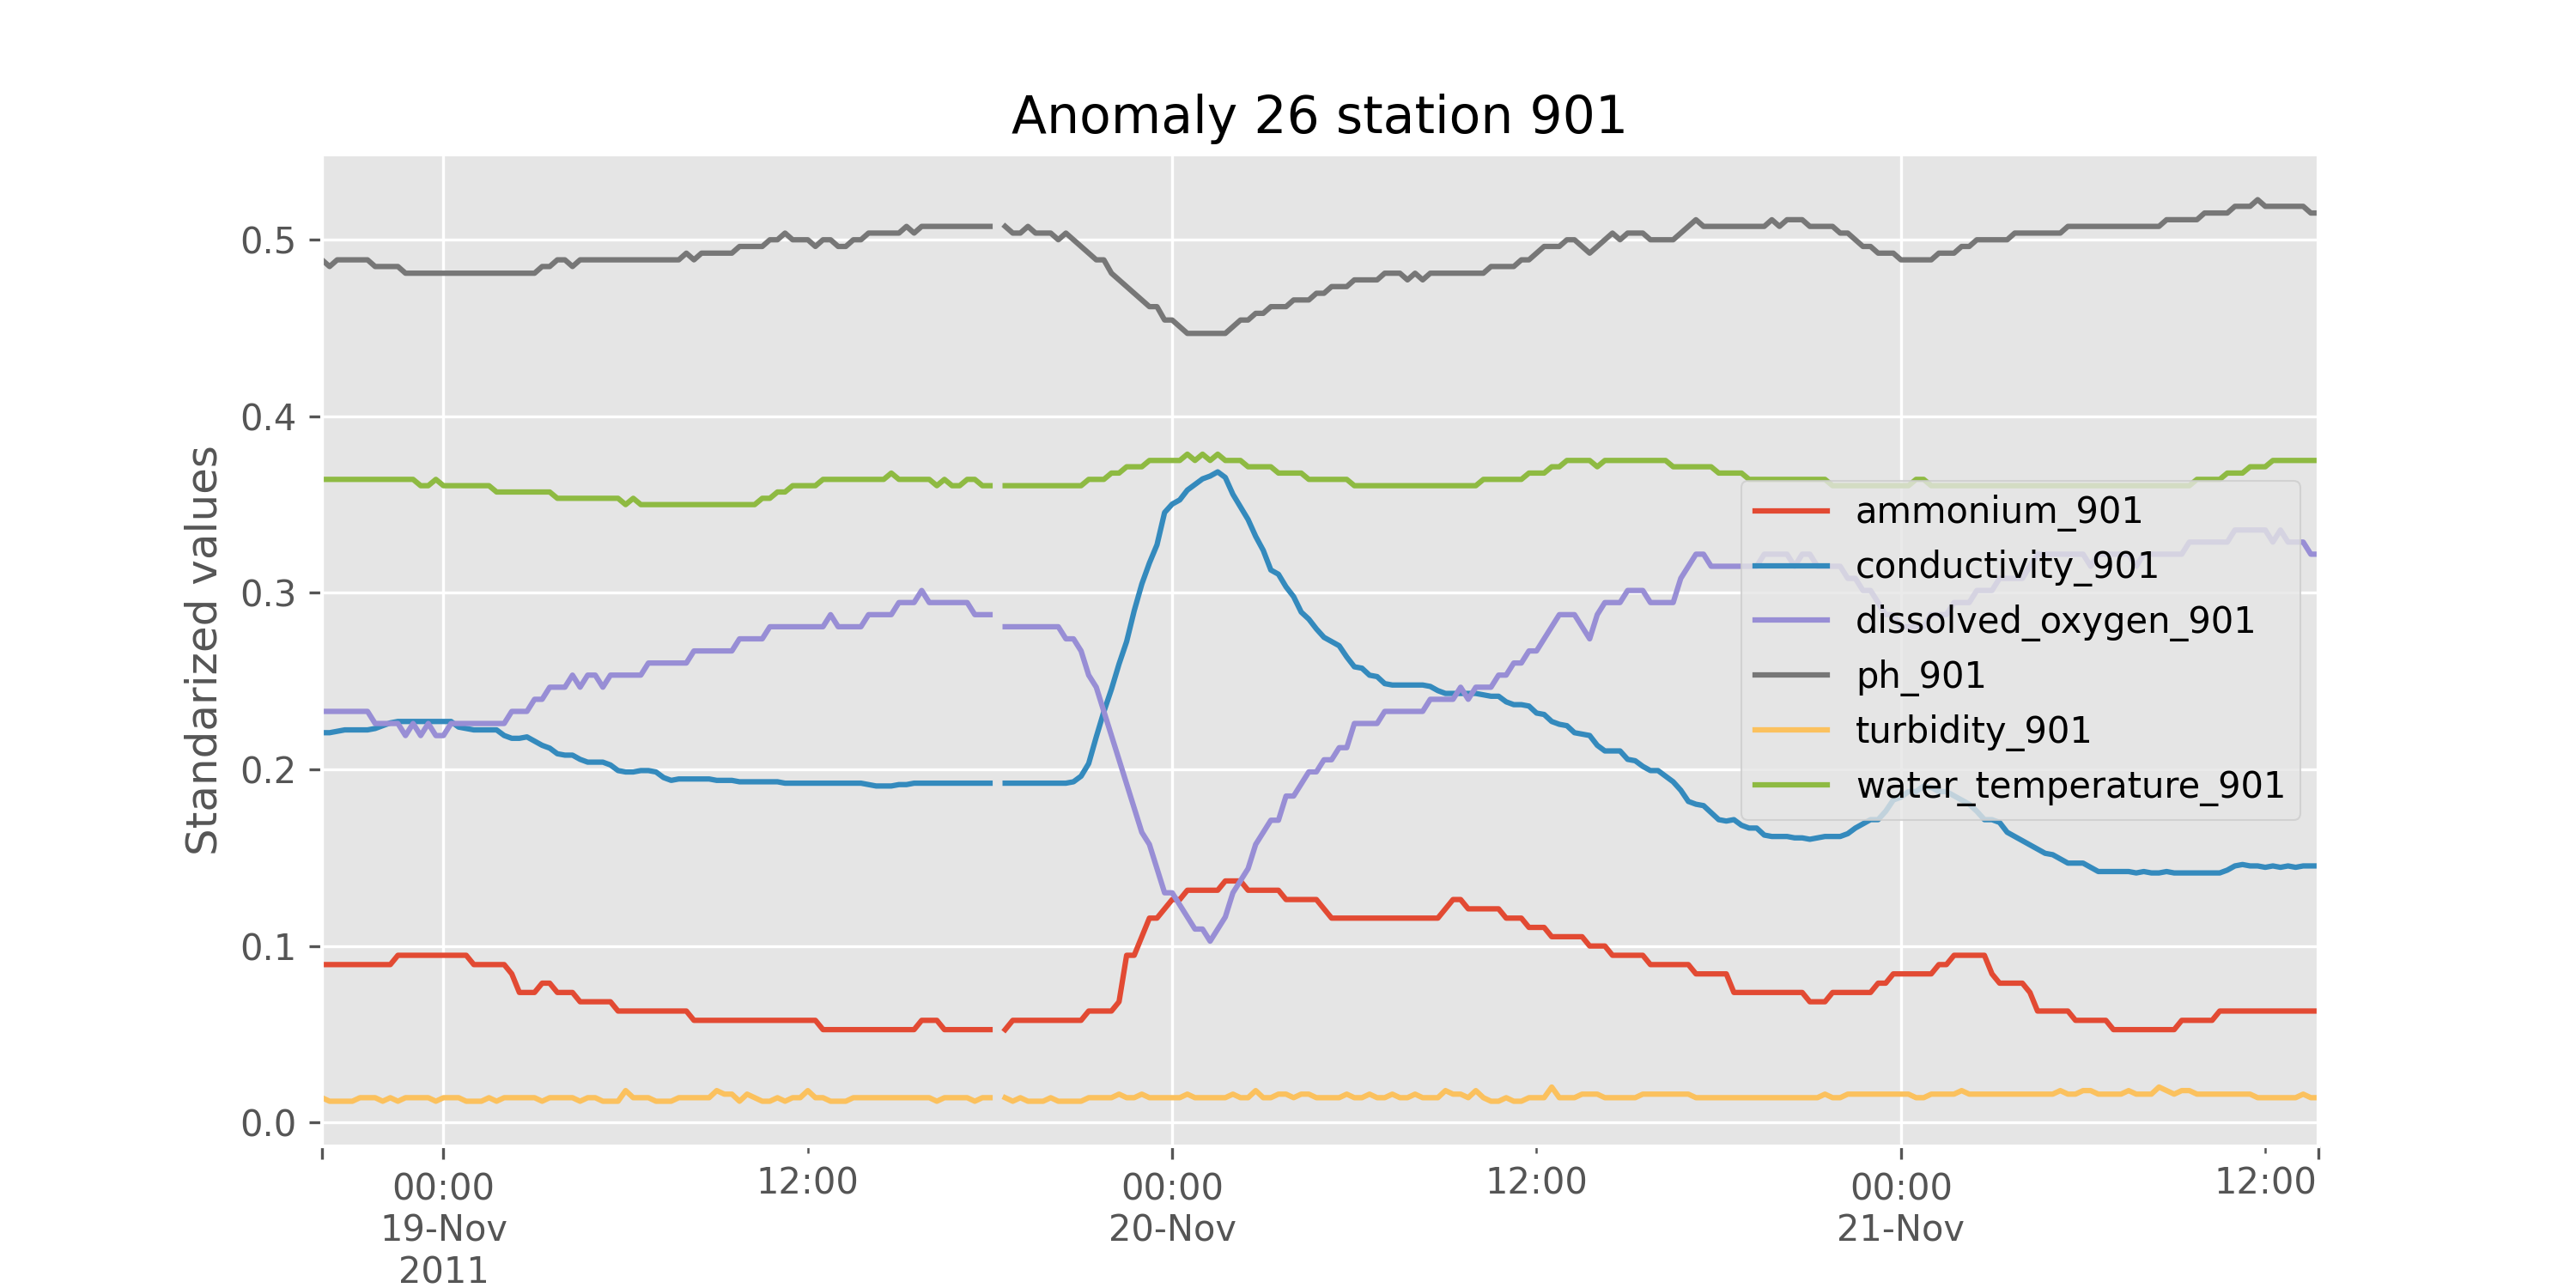 Anomaly 26 station 901
Standarized values
0.5
0.4
0.3
0.2
0.1
0.0
ammonium_901
conductivity_901
dissolved_oxygen_901
ph_901
turbidity_901
water_temperature_901
00:00 12:00 00:00 12:00 00:00 12:00
19-Nov 20-Nov 21-Nov
2011